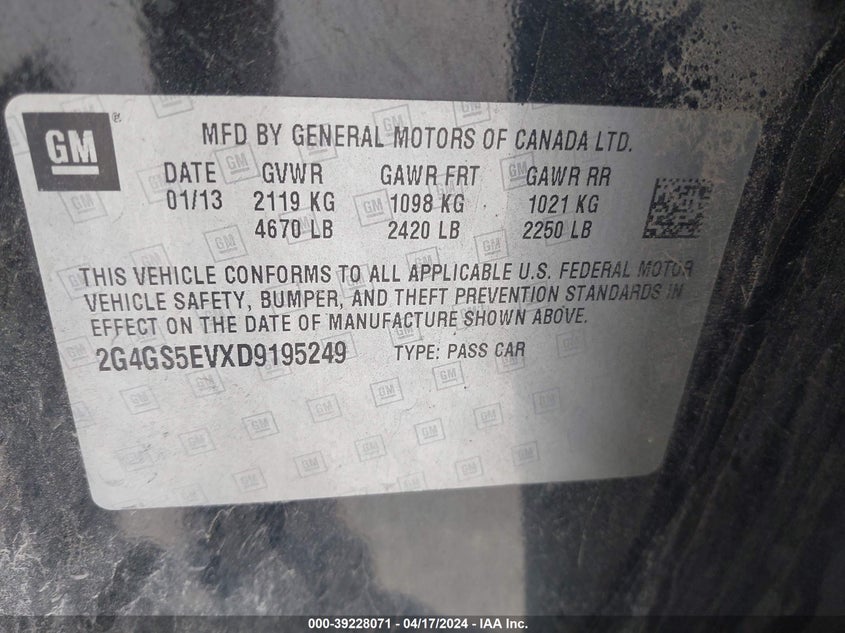 GM
MFD BY GENERAL MOTORS OF CANADA LTD.
DATE GVWR GAWR FRT GAWR RR
01/13 2119 KG 1098 KG 1021 KG
4670 LB 2420 LB 2250 LB
THIS VEHICLE CONFORMS TO ALL APPLICABLE U.S. FEDERAL MOTOR
VEHICLE SAFETY, BUMPER, AND THEFT PREVENTION STANDARDS IN
EFFECT ON THE DATE OF MANUFACTURE SHOWN ABOVE.
2G4GS5EVXD9195249 TYPE: PASS CAR
000-39228071 - 04/17/2024 - IAA Inc.